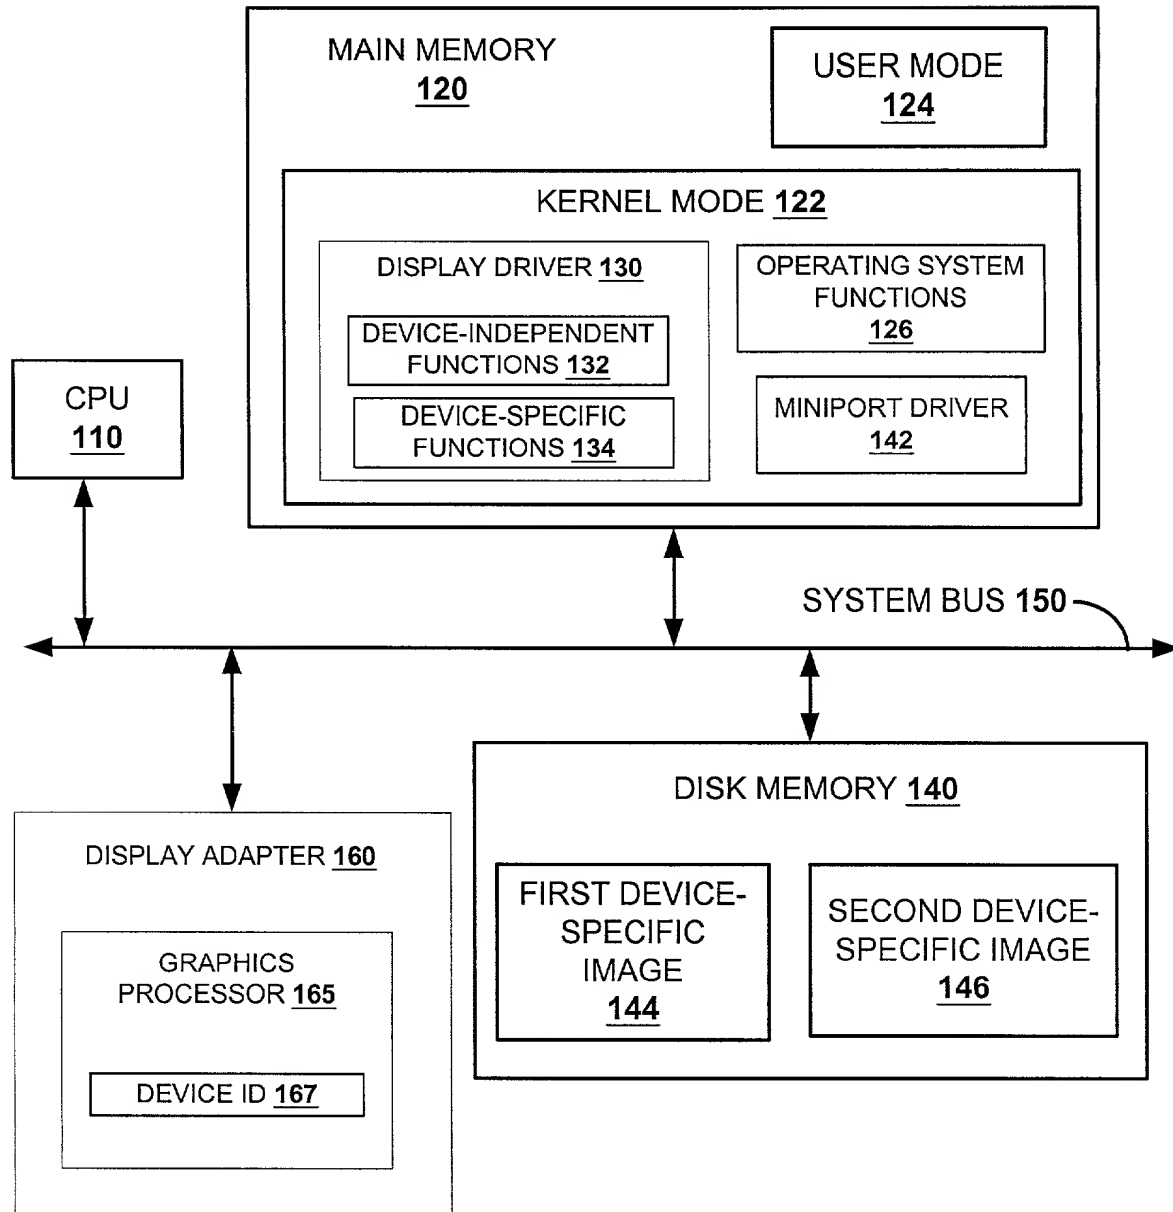 MAIN MEMORY
120
USER MODE
124
KERNEL MODE 122
DISPLAY DRIVER 130
DEVICE-INDEPENDENT
FUNCTIONS 132
DEVICE-SPECIFIC
FUNCTIONS 134
OPERATING SYSTEM
FUNCTIONS
126
MINIPORT DRIVER
142
CPU
110
SYSTEM BUS 150
DISPLAY ADAPTER 160
GRAPHICS
PROCESSOR 165
DEVICE ID 167
DISK MEMORY 140
FIRST DEVICE-
SPECIFIC
IMAGE
144
SECOND DEVICE-
SPECIFIC IMAGE
146